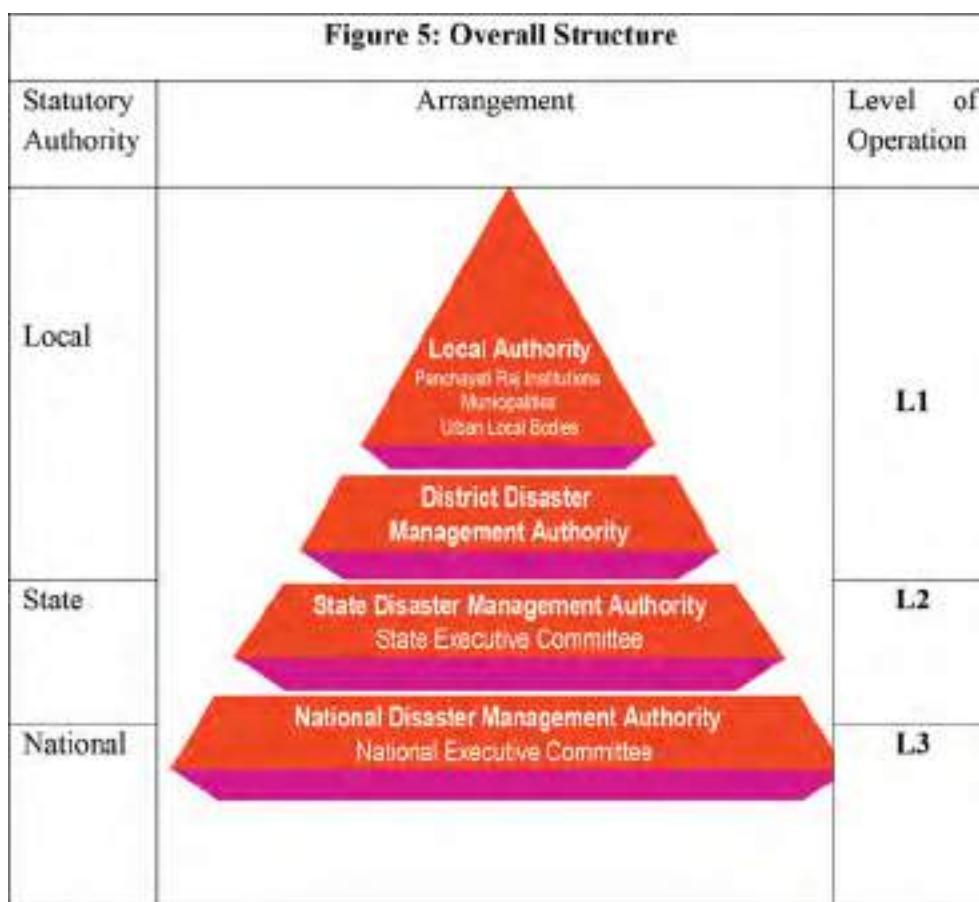 Figure 5: Overall Structure
Statutory
Authority
Arrangement
Level of
Operation
Local
Local Authority
Panchayati Raj Institutions
Municipalities
Urban Local Bodies
L1
District Disaster
Management Authority
State
State Disaster Management Authority
State Executive Committee
L2
National
National Disaster Management Authority
National Executive Committee
L3